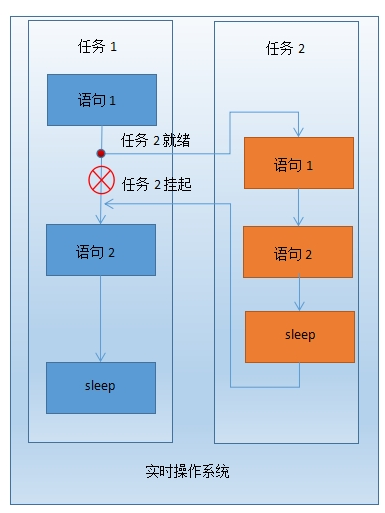 任务 1
任务 2
语句 1
任务 2 就绪
语句 1
任务 2 挂起
语句 2
语句 2
sleep
sleep
实时操作系统